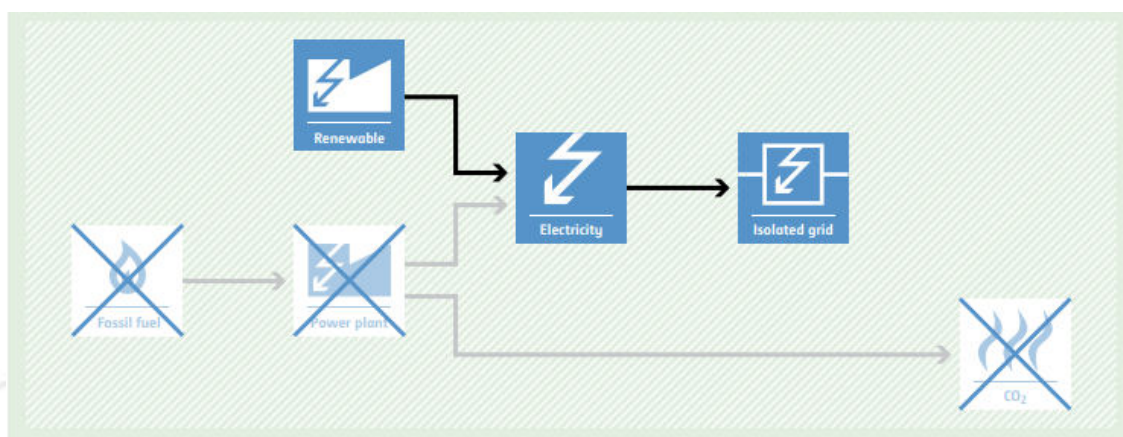 Renewable
Electricity
Isolated grid
Fossil fuel
Power plant
CO₂